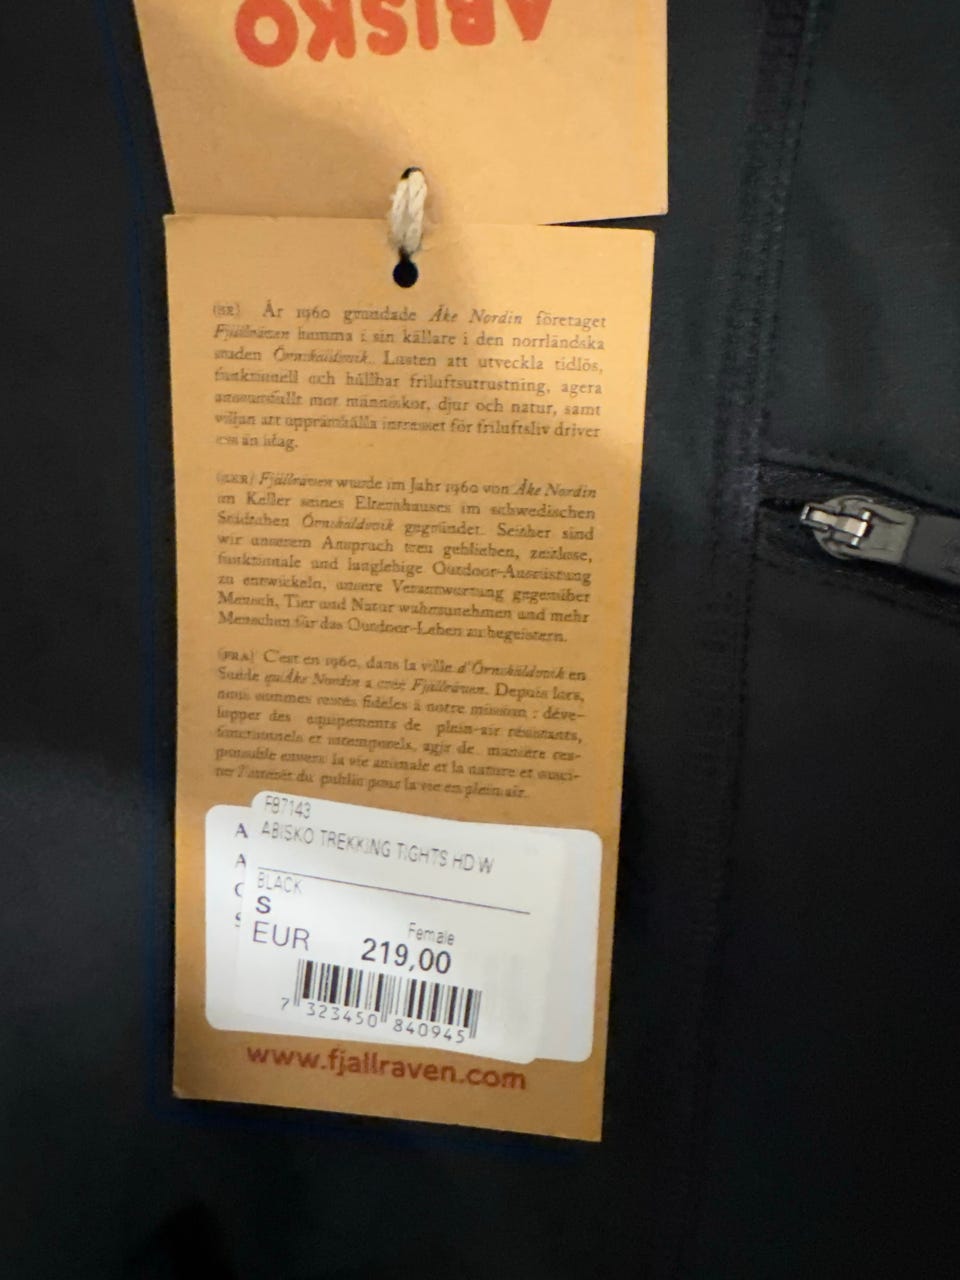 ABISKO
(SE) År 1960 grundade Åke Nordin företaget
Fjällräven hemma i sin källare i den norrländska
staden Örnsköldsvik. Lusten att utveckla tidlös,
funktionell och hållbar friluftsutrustning, agera
ansvarsfullt mot människor, djur och natur, samt
viljan att upprätthålla intresset för friluftsliv driver
oss än idag.
(GER) Fjällräven wurde im Jahr 1960 von Åke Nordin
im Keller seines Elternhauses im schwedischen
Städtchen Örnsköldsvik gegründet. Seither sind
wir unserem Anspruch treu geblieben, zeitlose,
funktionale und langlebige Outdoor-Ausrüstung
zu entwickeln, unsere Verantwortung gegenüber
Mensch, Tier und Natur wahrzunehmen und mehr
Menschen für das Outdoor-Leben zu begeistern.
(FRA) C'est en 1960, dans la ville d'Örnsköldsvik en
Suède qu'Åke Nordin a créé Fjällräven. Depuis lors,
nous sommes restés fidèles à notre mission : déve-
lopper des équipements de plein-air résistants,
fonctionnels et intemporels, agir de manière res-
ponsable envers la vie animale et la nature et susci-
ter l'intérêt du public pour la vie en plein air.
F87143
A ABISKO TREKKING TIGHTS HD W
A
BLACK
S
Female
EUR 219,00
7 323450 840945
www.fjallraven.com